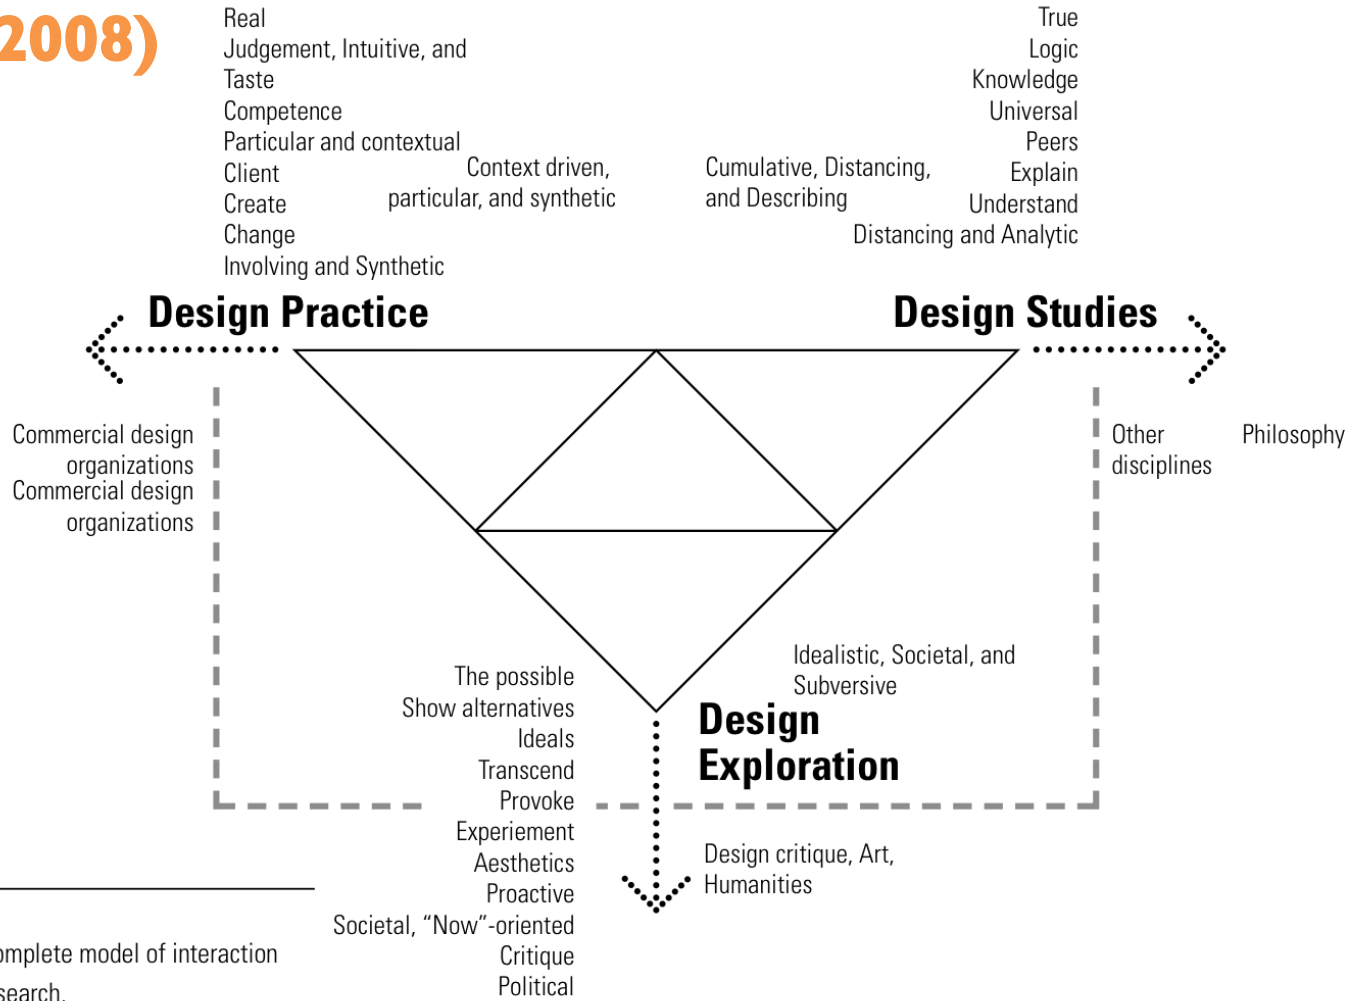 2008)
Real
Judgement, Intuitive, and
Taste
Competence
Particular and contextual
Client
Create
Change
Involving and Synthetic
Context driven,
particular, and synthetic
Cumulative, Distancing,
and Describing
True
Logic
Knowledge
Universal
Peers
Explain
Understand
Distancing and Analytic
Design Practice
Design Studies
Commercial design
organizations
Commercial design
organizations
Other
disciplines
Philosophy
Idealistic, Societal, and
Subversive
Design
Exploration
The possible
Show alternatives
Ideals
Transcend
Provoke
Experiement
Aesthetics
Proactive
Societal, “Now”-oriented
Critique
Political
Design critique, Art,
Humanities
omplete model of interaction
search.